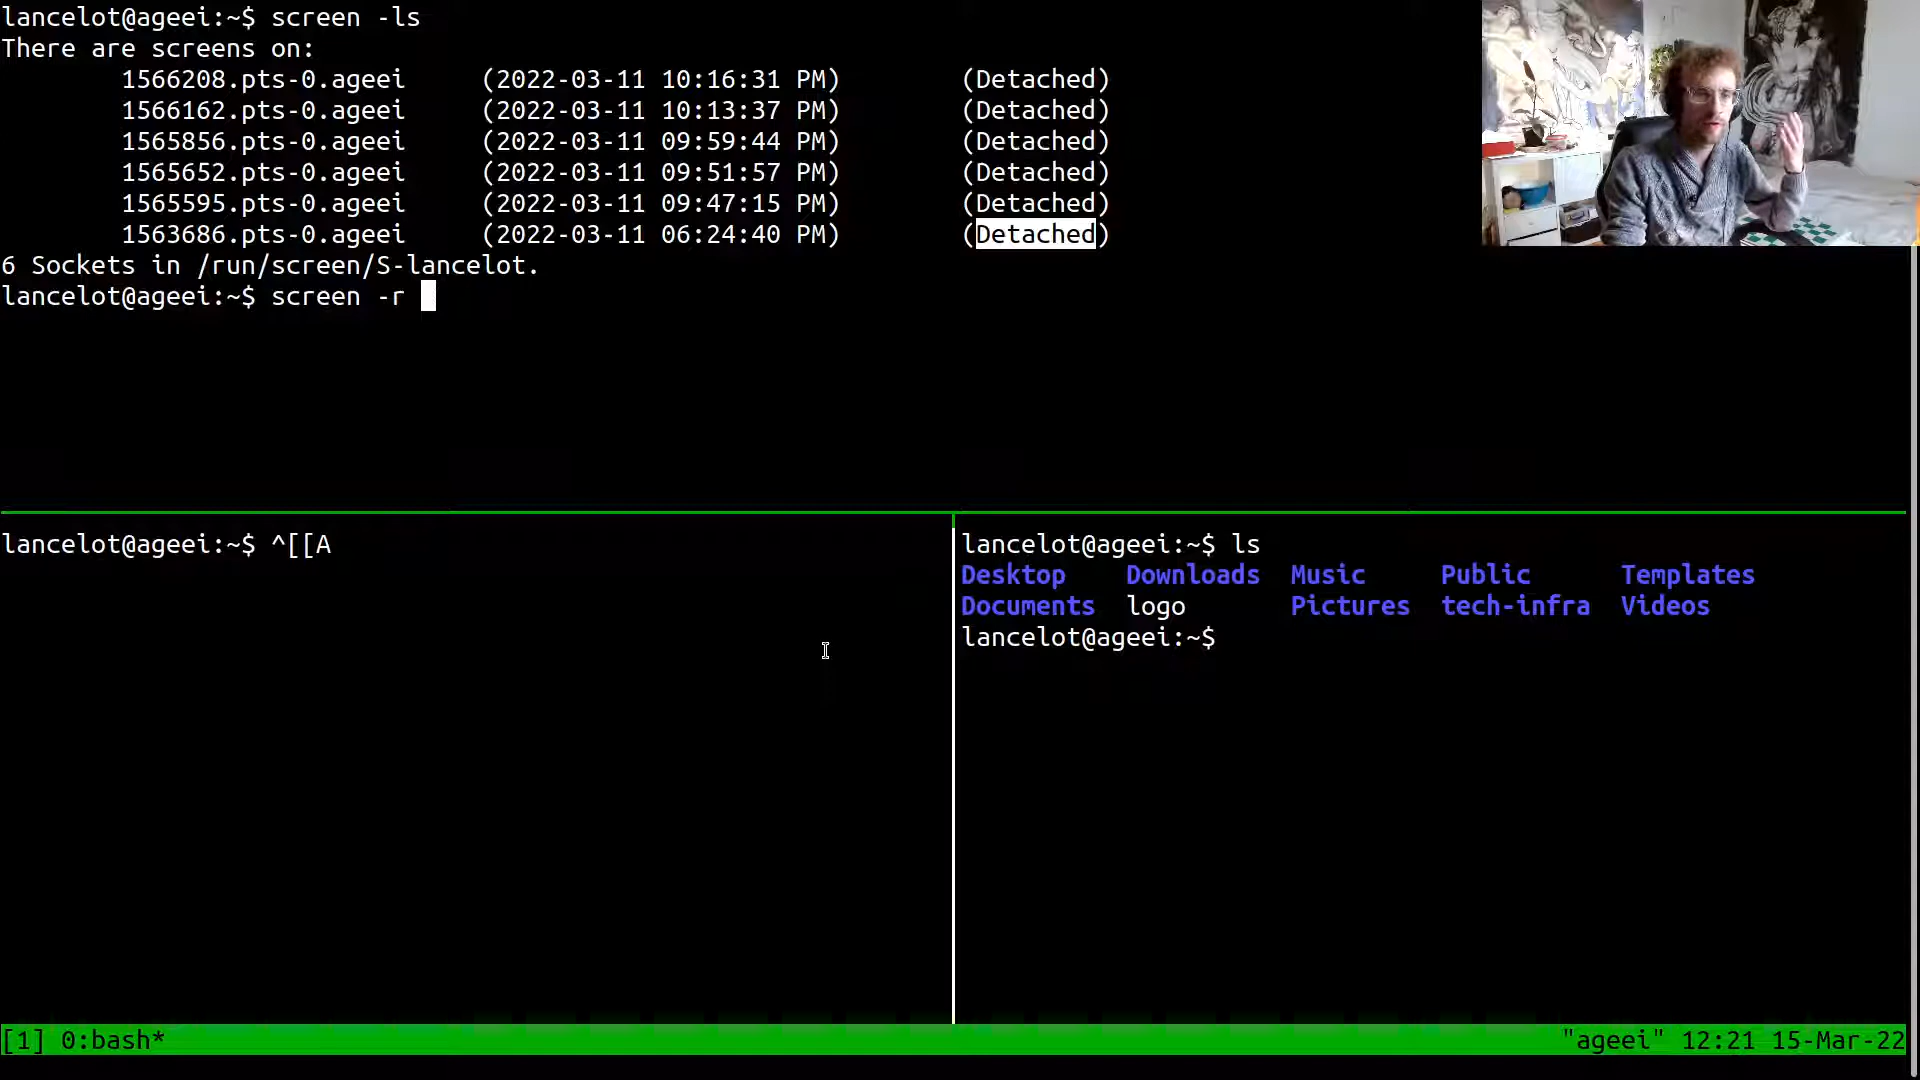 lancelot@ageei:~$ screen -ls
There are screens on:
        1566208.pts-0.ageei     (2022-03-11 10:16:31 PM)        (Detached)
        1566162.pts-0.ageei     (2022-03-11 10:13:37 PM)        (Detached)
        1565856.pts-0.ageei     (2022-03-11 09:59:44 PM)        (Detached)
        1565652.pts-0.ageei     (2022-03-11 09:51:57 PM)        (Detached)
        1565595.pts-0.ageei     (2022-03-11 09:47:15 PM)        (Detached)
        1563686.pts-0.ageei     (2022-03-11 06:24:40 PM)        (Detached)
6 Sockets in /run/screen/S-lancelot.
lancelot@ageei:~$ screen -r
lancelot@ageei:~$ ^[[A
lancelot@ageei:~$ ls
Desktop    Downloads  Music     Public      Templates
Documents  logo       Pictures  tech-infra  Videos
lancelot@ageei:~$
[1] 0:bash*
"ageei" 12:21 15-Mar-22